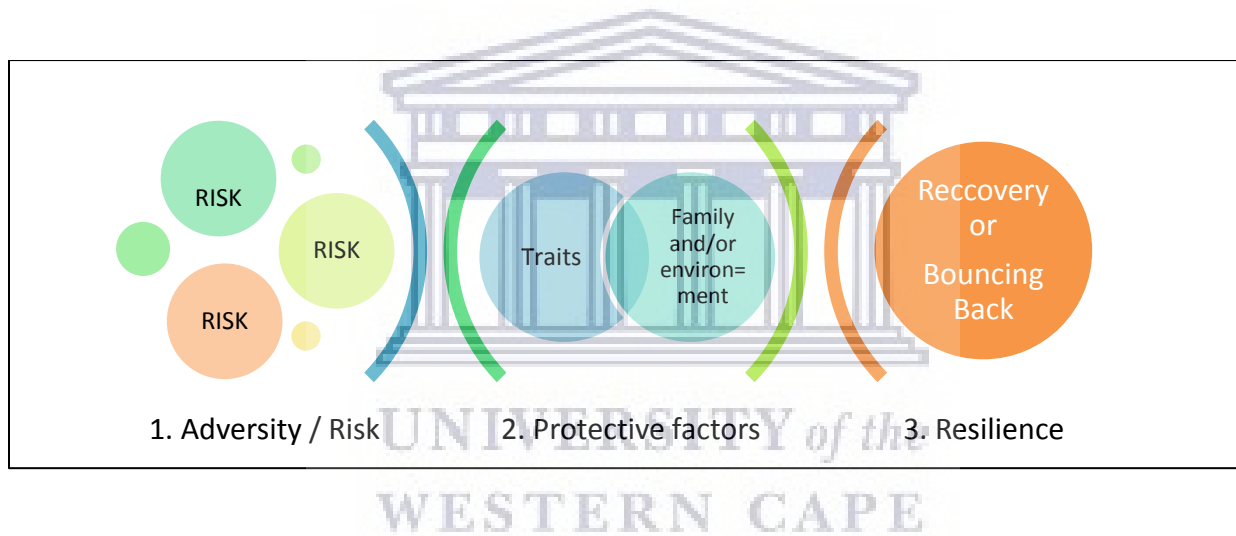 RISK
RISK
RISK
Traits
Family
and/or
environ=
ment
Reccovery
or
Bouncing
Back
1. Adversity / Risk
2. Protective factors
3. Resilience
UNIVERSITY of the
WESTERN CAPE